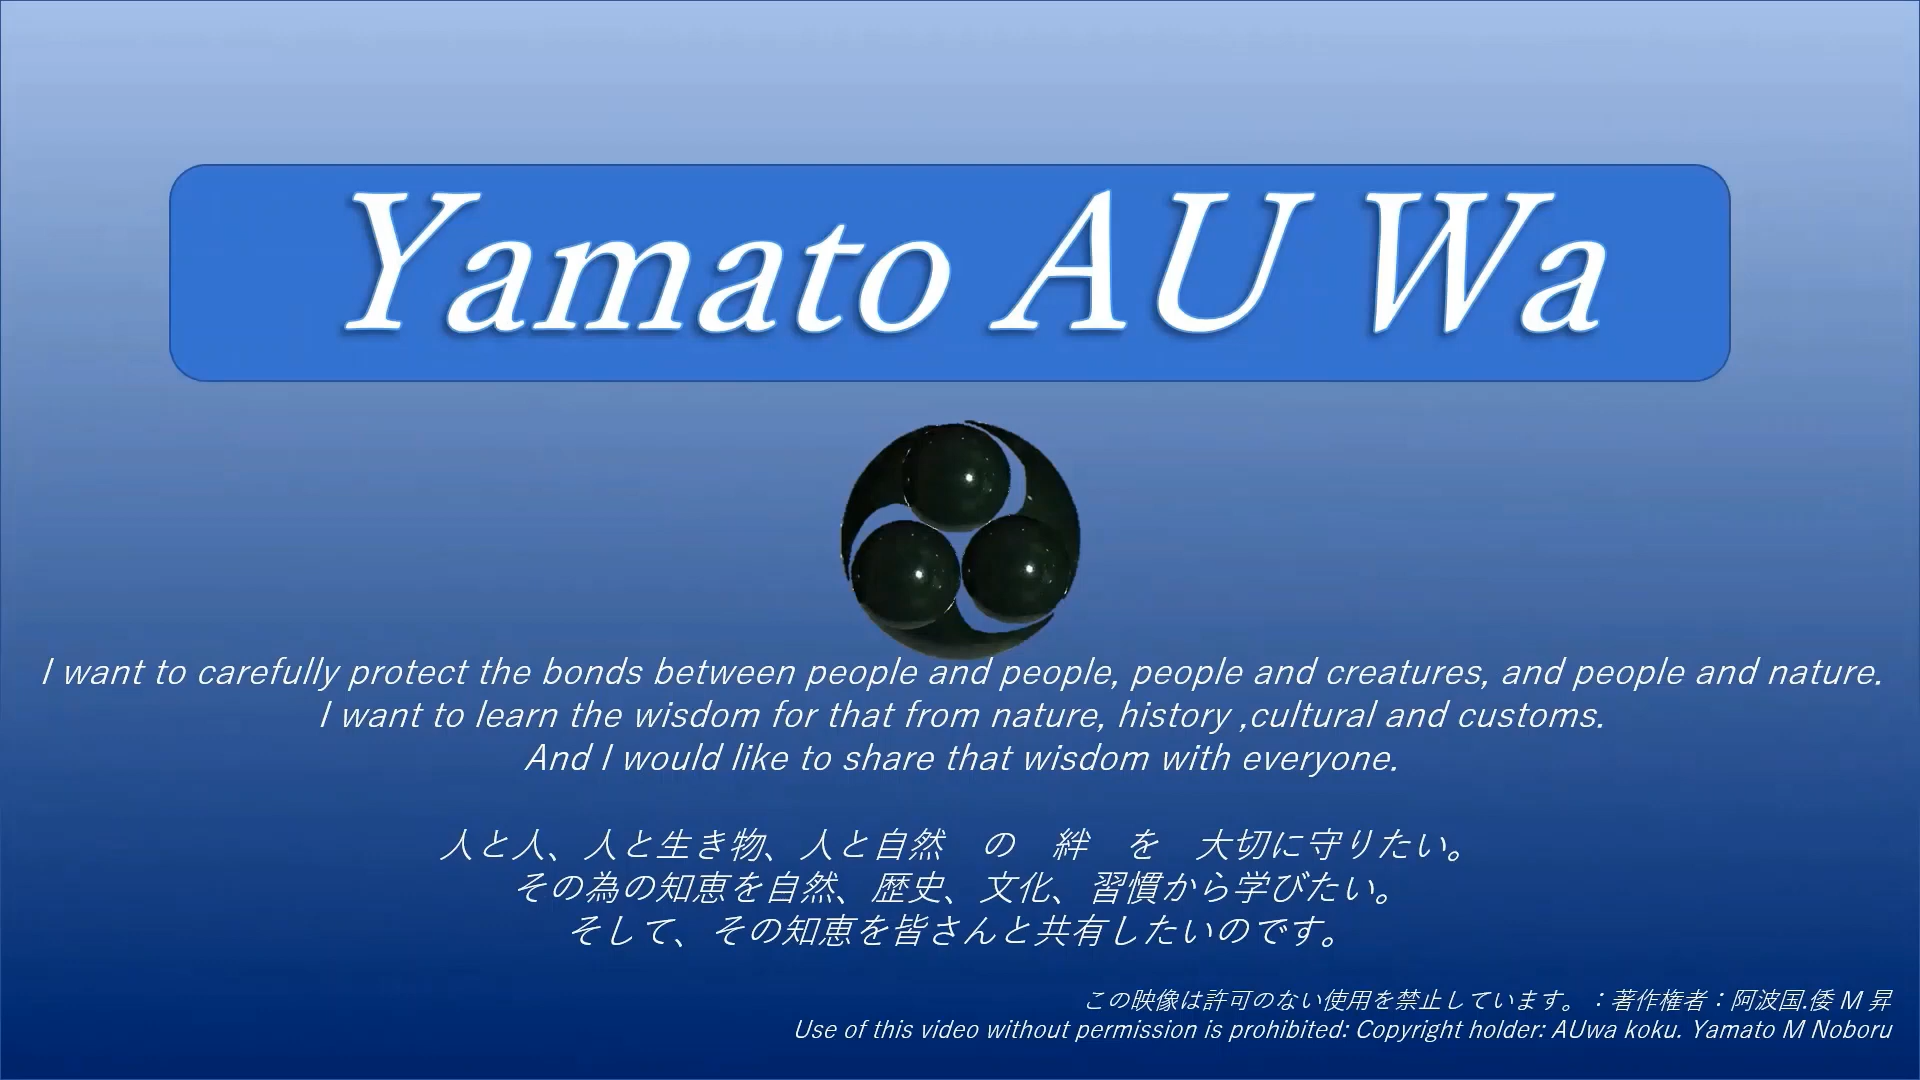 Yamato AU Wa
I want to carefully protect the bonds between people and people, people and creatures, and people and nature.
I want to learn the wisdom for that from nature, history ,cultural and customs.
And I would like to share that wisdom with everyone.
人と人、人と生き物、人と自然　の　絆　を　大切に守りたい。
その為の知恵を自然、歴史、文化、習慣から学びたい。
そして、その知恵を皆さんと共有したいのです。
この映像は許可のない使用を禁止しています。：著作権者：阿波国.倭 M 昇
Use of this video without permission is prohibited: Copyright holder: AUwa koku. Yamato M Noboru